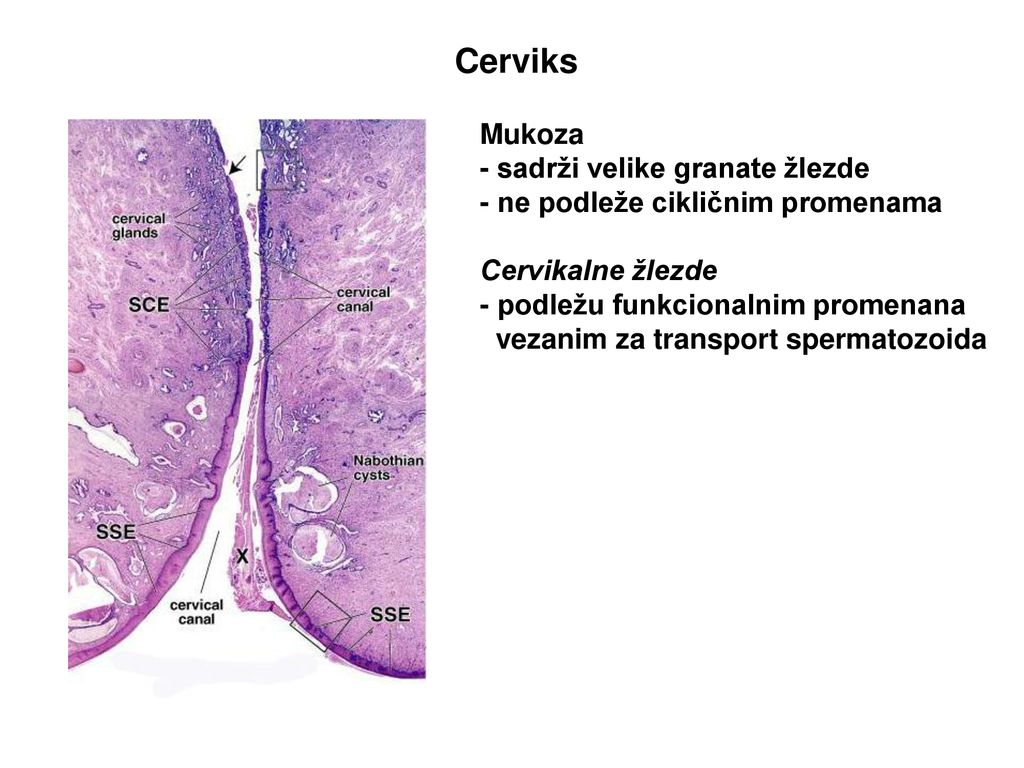 Cerviks
Mukoza
- sadrži velike granate žlezde
- ne podleže cikličnim promenama
Cervikalne žlezde
- podležu funkcionalnim promenana
vezanim za transport spermatozoida
cervical
glands
SCE
cervical
canal
Nabothian
cysts
SSE
X
cervical
canal
SSE